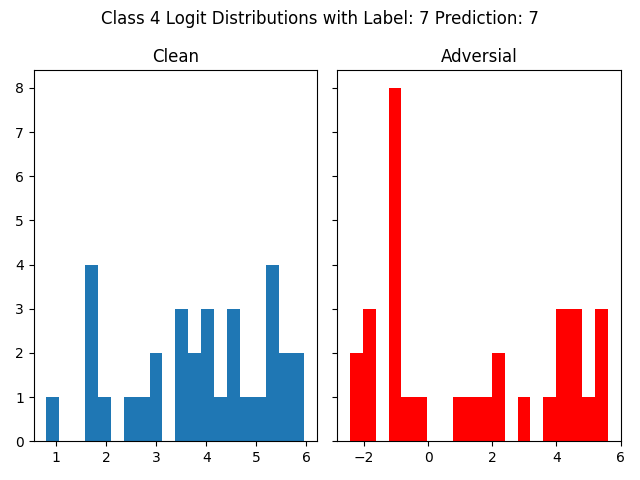 Class 4 Logit Distributions with Label: 7 Prediction: 7
Clean
Adversial
8
7
6
5
4
3
2
1
0
1 2 3 4 5 6
−2 0 2 4 6